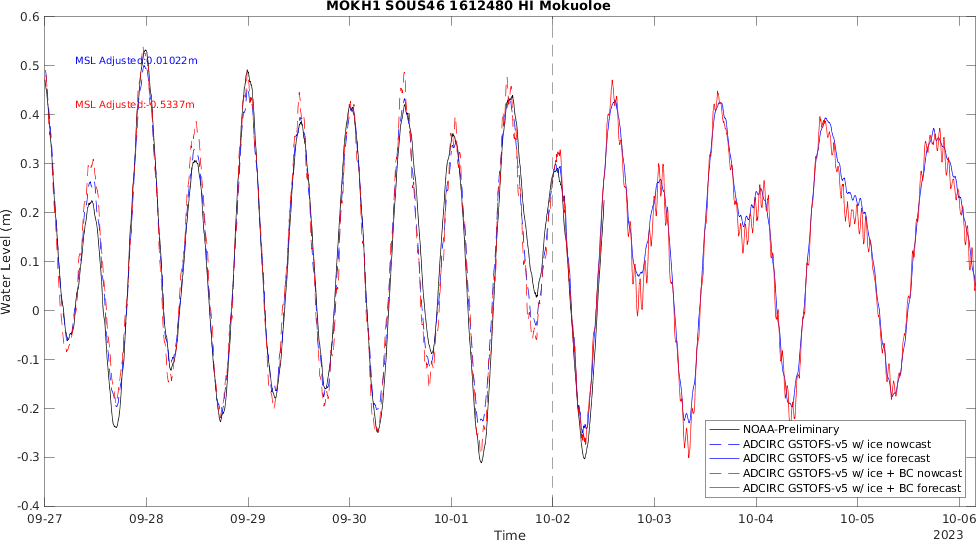 MOKH1 SOUS46 1612480 HI Mokuoloe
0.6
0.5
0.4
0.3
0.2
0.1
0
-0.1
-0.2
-0.3
-0.4
Water Level (m)
MSL Adjusted:0.01022m
MSL Adjusted:-0.5337m
NOAA-Preliminary
ADCIRC GSTOFS-v5 w/ ice nowcast
ADCIRC GSTOFS-v5 w/ ice forecast
ADCIRC GSTOFS-v5 w/ ice + BC nowcast
ADCIRC GSTOFS-v5 w/ ice + BC forecast
09-27 09-28 09-29 09-30 10-01 10-02 10-03 10-04 10-05 10-06
Time
2023